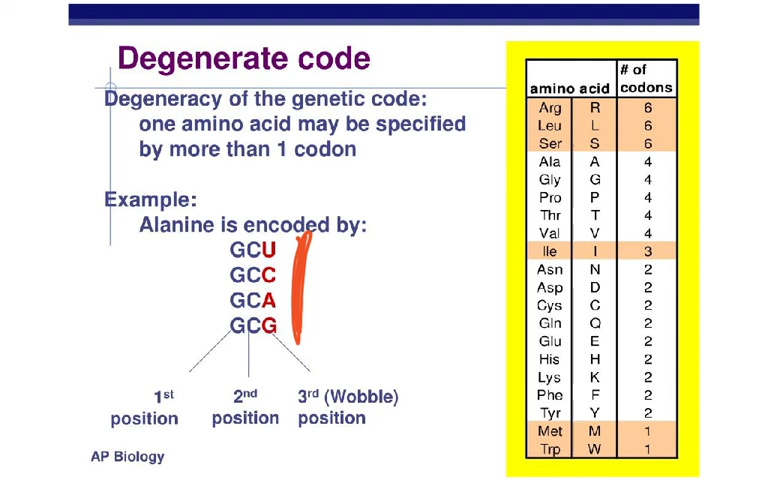 Degenerate code
Degeneracy of the genetic code:
one amino acid may be specified
by more than 1 codon
Example:
Alanine is encoded by:
GCU
GCC
GCA
GCG
1st position
2nd position
3rd (Wobble) position
AP Biology
amino acid # of codons
Arg R 6
Leu L 6
Ser S 6
Ala A 4
Gly G 4
Pro P 4
Thr T 4
Val V 4
Ile I 3
Asn N 2
Asp D 2
Cys C 2
Gln Q 2
Glu E 2
His H 2
Lys K 2
Phe F 2
Tyr Y 2
Met M 1
Trp W 1